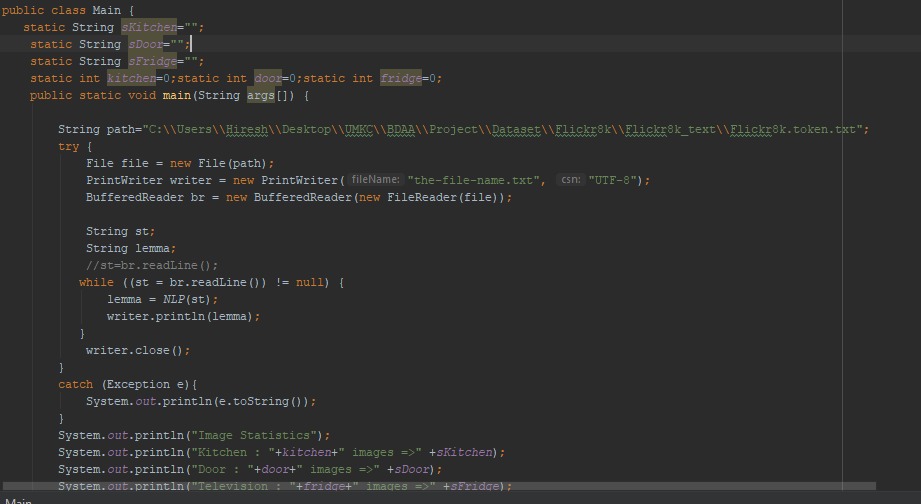 public class Main {
static String sKitchen="";
static String sDoor="";
static String sFridge="";
static int kitchen=0;static int door=0;static int fridge=0;
public static void main(String args[]) {
String path="C:\\Users\\Hiresh\\Desktop\\UMKC\\BDAA\\Project\\Dataset\\Flickr8k\\Flickr8k_text\\Flickr8k.token.txt";
try {
File file = new File(path);
PrintWriter writer = new PrintWriter( fileName: "the-file-name.txt", csn: "UTF-8");
BufferedReader br = new BufferedReader(new FileReader(file));
String st;
String lemma;
//st=br.readLine();
while ((st = br.readLine()) != null) {
lemma = NLP(st);
writer.println(lemma);
}
writer.close();
}
catch (Exception e){
System.out.println(e.toString());
}
System.out.println("Image Statistics");
System.out.println("Kitchen : "+kitchen+" images =>" +sKitchen);
System.out.println("Door : "+door+" images =>" +sDoor);
System.out.println("Television : "+fridge+" images =>" +sFridge);
Main